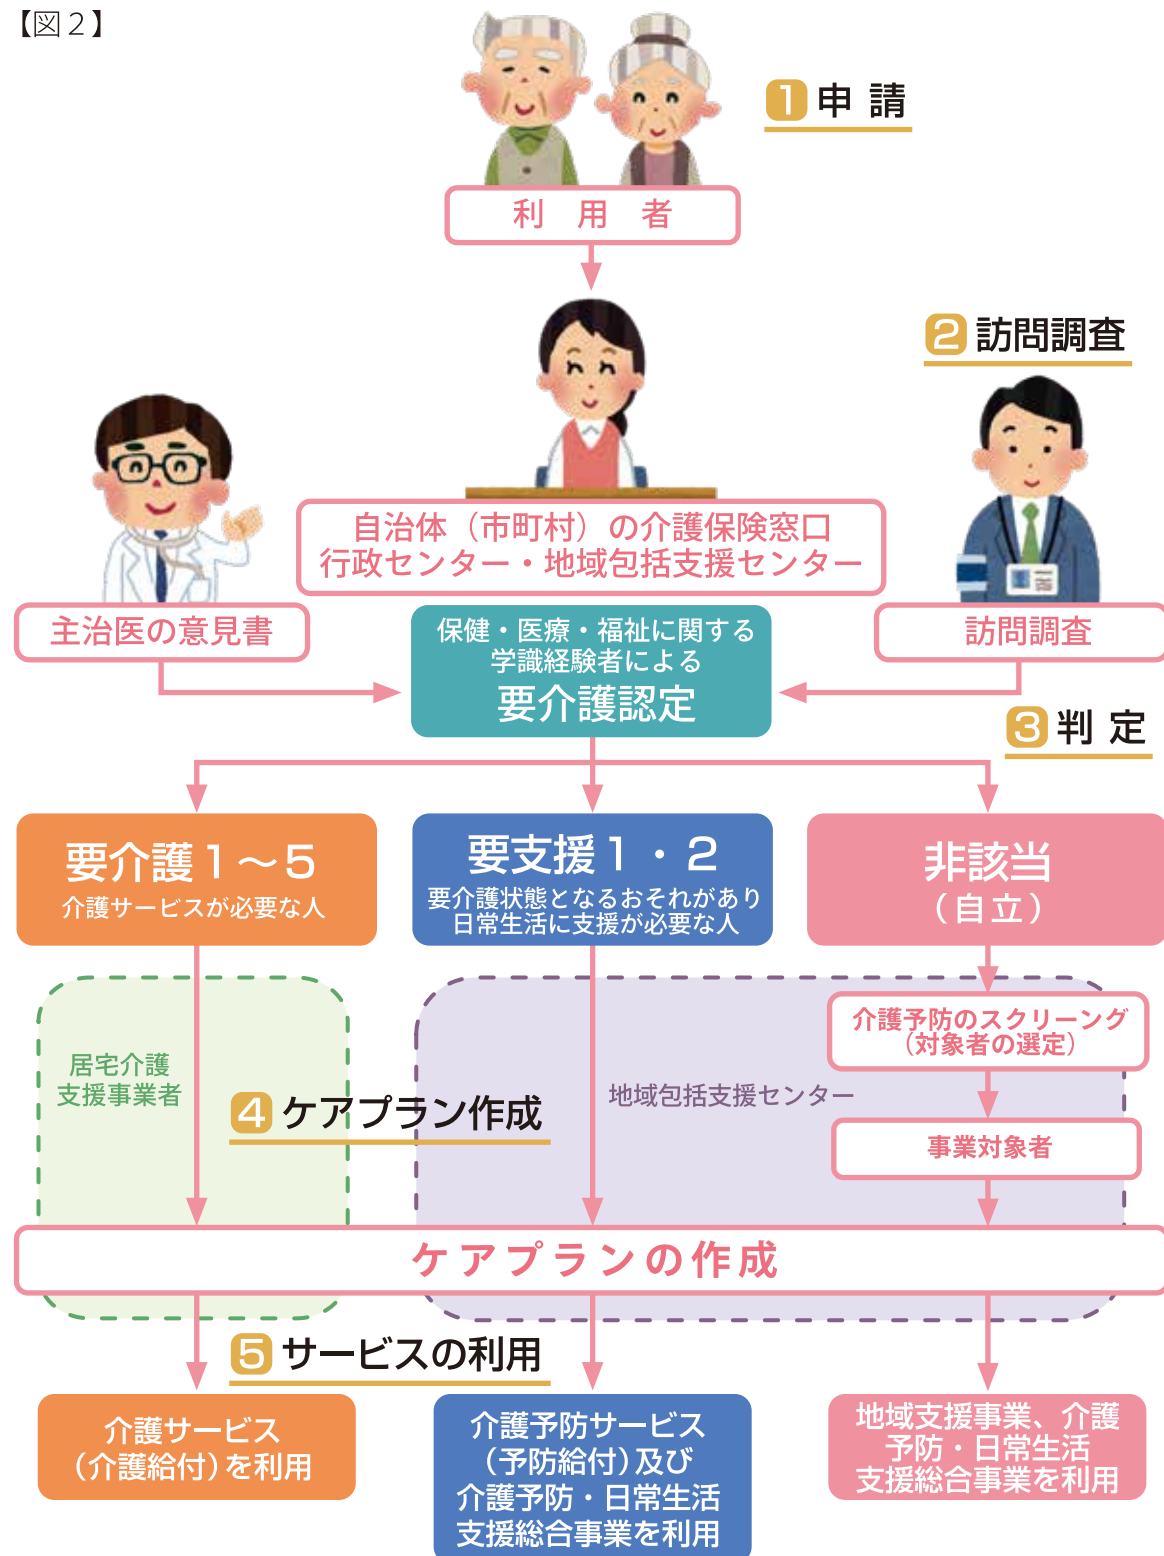 【図２】
1 申請
利用者
2 訪問調査
自治体（市町村）の介護保険窓口
行政センター・地域包括支援センター
主治医の意見書
保健・医療・福祉に関する
学識経験者による
要介護認定
訪問調査
3 判定
要介護１～５
介護サービスが必要な人
要支援１・２
要介護状態となるおそれがあり
日常生活に支援が必要な人
非該当
（自立）
居宅介護
支援事業者
4 ケアプラン作成
地域包括支援センター
介護予防のスクリーング
（対象者の選定）
事業対象者
ケアプランの作成
5 サービスの利用
介護サービス
（介護給付）を利用
介護予防サービス
（予防給付）及び
介護予防・日常生活
支援総合事業を利用
地域支援事業、介護
予防・日常生活
支援総合事業を利用